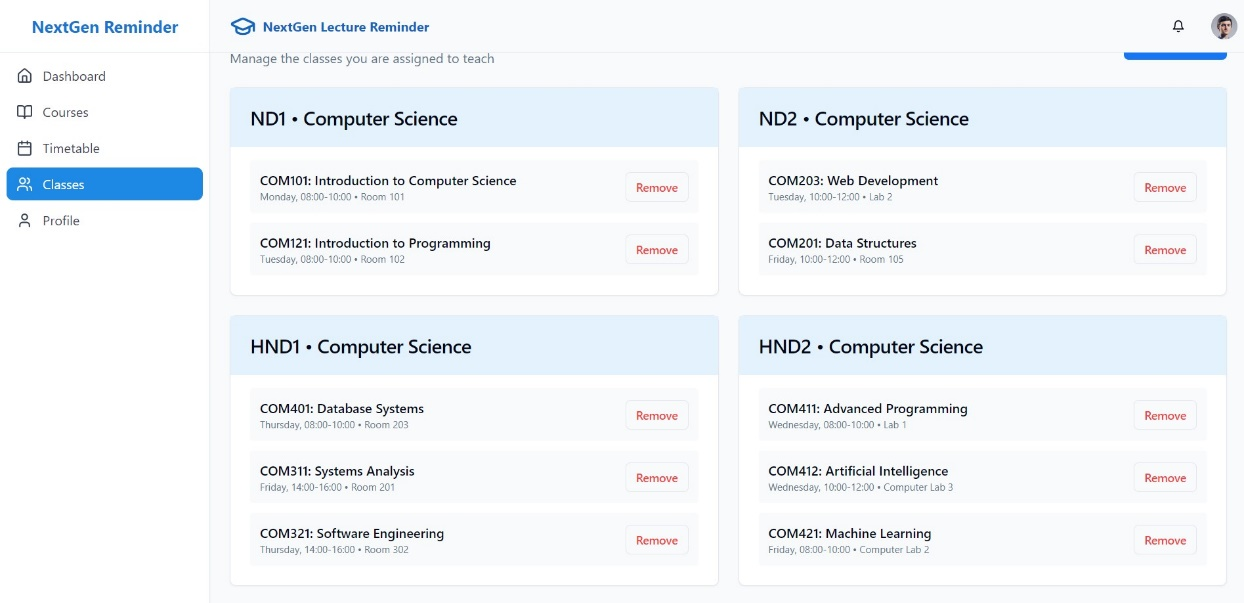 NextGen Reminder
NextGen Lecture Reminder
Dashboard
Courses
Timetable
Classes
Profile
Manage the classes you are assigned to teach
ND1 • Computer Science
COM101: Introduction to Computer Science
Monday, 08:00-10:00 • Room 101
Remove
COM121: Introduction to Programming
Tuesday, 08:00-10:00 • Room 102
Remove
ND2 • Computer Science
COM203: Web Development
Tuesday, 10:00-12:00 • Lab 2
Remove
COM201: Data Structures
Friday, 10:00-12:00 • Room 105
Remove
HND1 • Computer Science
COM401: Database Systems
Thursday, 08:00-10:00 • Room 203
Remove
COM311: Systems Analysis
Friday, 14:00-16:00 • Room 201
Remove
COM321: Software Engineering
Thursday, 14:00-16:00 • Room 302
Remove
HND2 • Computer Science
COM411: Advanced Programming
Wednesday, 08:00-10:00 • Lab 1
Remove
COM412: Artificial Intelligence
Wednesday, 10:00-12:00 • Computer Lab 3
Remove
COM421: Machine Learning
Friday, 08:00-10:00 • Computer Lab 2
Remove